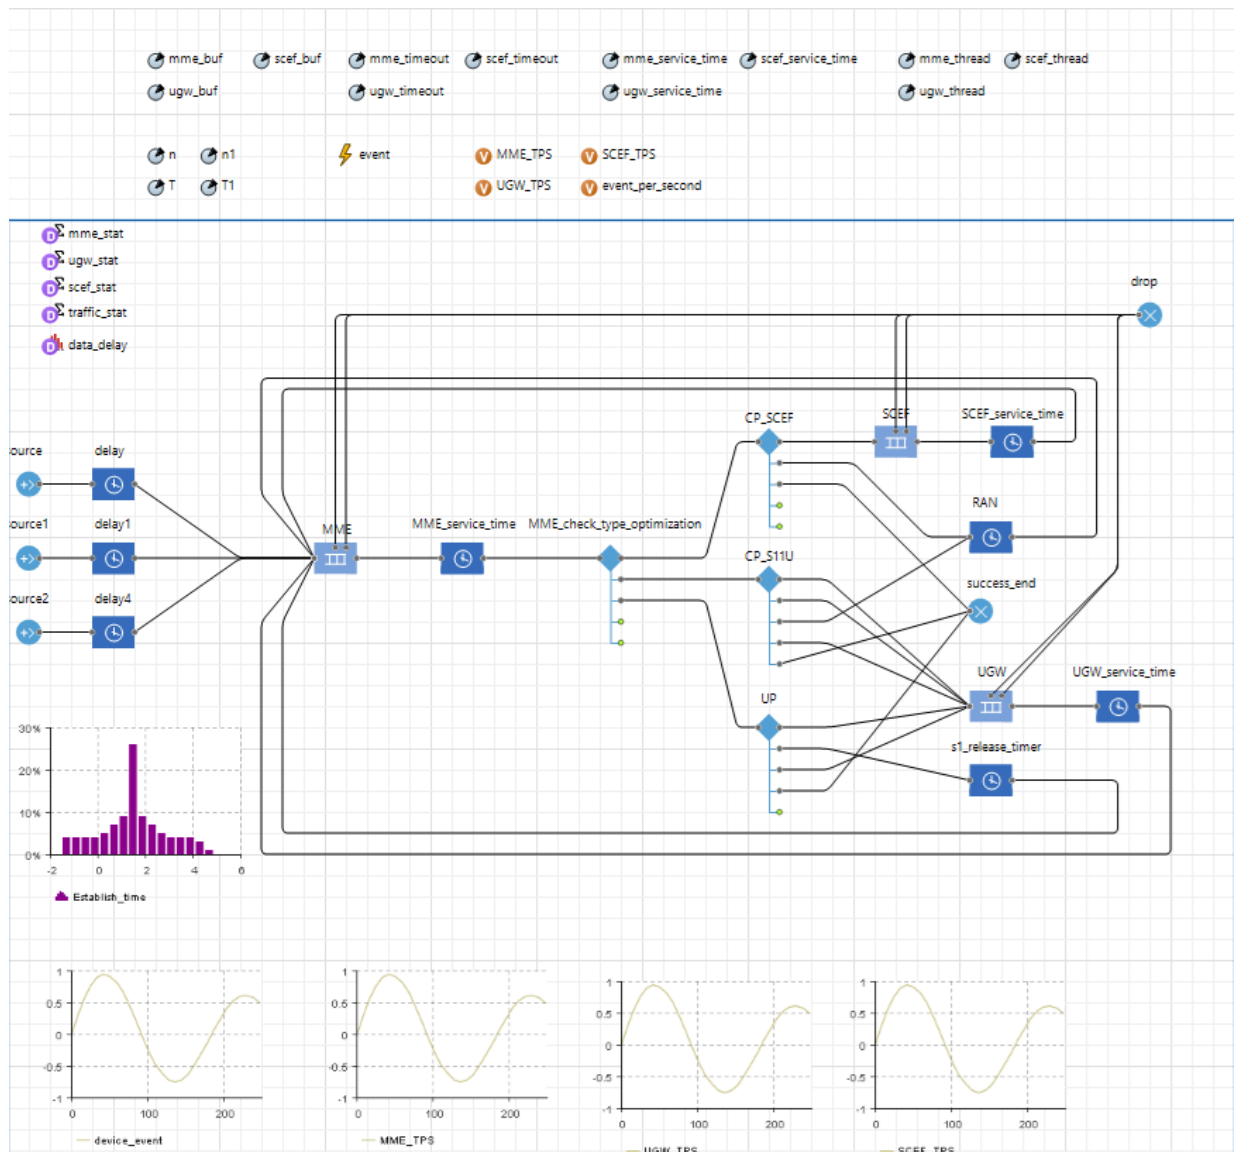 mme_buf scef_buf mme_timeout scef_timeout mme_service_time scef_service_time mme_thread scef_thread
ugw_buf ugw_timeout ugw_service_time ugw_thread
n n1 event V MME_TPS V SCEF_TPS
T T1 V UGW_TPS V event_per_second
D Σ mme_stat
D Σ ugw_stat
D Σ scef_stat
D Σ traffic_stat
D data_delay
drop
CP_SCEF SCEF SCEF_service_time
ource delay
RAN
ource1 delay1 MME MME_service_time MME_check_type_optimization
CP_S11U
success_end
ource2 delay4
UGW UGW_service_time
UP
s1_release_timer
30%
20%
10%
0%
-2 0 2 4 6
Establish_time
1
0.5
0
-0.5
-1
0 100 200
device_event
1
0.5
0
-0.5
-1
0 100 200
MME_TPS
1
0.5
0
-0.5
-1
0 100 200
UGW_TPS
1
0.5
0
-0.5
-1
0 100 200
SCEF_TPS